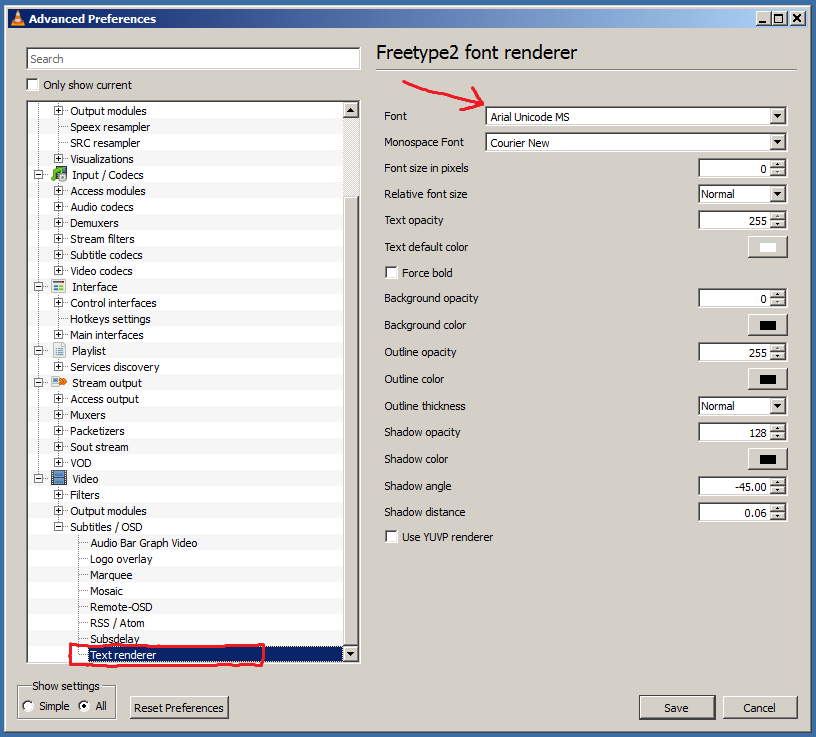 Advanced Preferences
Search
Only show current
Output modules
Speex resampler
SRC resampler
Visualizations
Input / Codecs
Access modules
Audio codecs
Demuxers
Stream filters
Subtitle codecs
Video codecs
Interface
Control interfaces
Hotkeys settings
Main interfaces
Playlist
Services discovery
Stream output
Access output
Muxers
Packetizers
Sout stream
VOD
Video
Filters
Output modules
Subtitles / OSD
Audio Bar Graph Video
Logo overlay
Marquee
Mosaic
Remote-OSD
RSS / Atom
Subsdelay
Text renderer
Show settings
Simple All
Reset Preferences
Freetype2 font renderer
Font Arial Unicode MS
Monospace Font Courier New
Font size in pixels 0
Relative font size Normal
Text opacity 255
Text default color
Force bold
Background opacity 0
Background color
Outline opacity 255
Outline color
Outline thickness Normal
Shadow opacity 128
Shadow color
Shadow angle -45.00
Shadow distance 0.06
Use YUVP renderer
Save Cancel